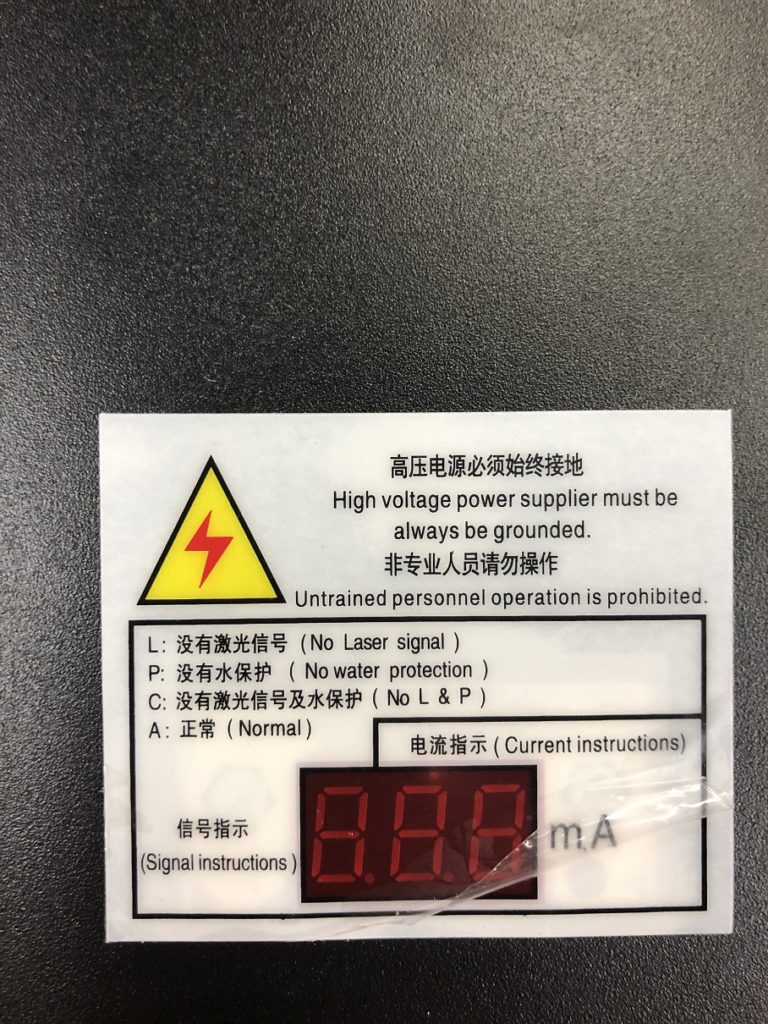 高压电源必须始终接地
High voltage power supplier must be
always be grounded.
非专业人员请勿操作
Untrained personnel operation is prohibited.
L: 没有激光信号 (No Laser signal)
P: 没有水保护 (No water protection)
C: 没有激光信号及水保护 (No L & P)
A: 正常 (Normal)
电流指示 (Current instructions)
信号指示
(Signal instructions)
mA